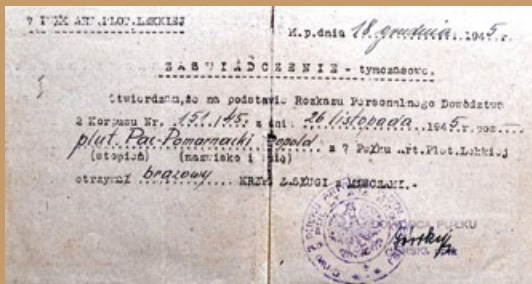 7 PUŁK ART.PLOT.LEKKIEJ
M.p.dnia 18. grudnia 1945 r.
ZAŚWIADCZENIE - tymczasowe.
Stwierdzam,że na podstawie Rozkazu Personalnego Dowództwa
2 Korpusu Nr. 151.145. z dnia 26 listopada 1945 poz
plut. Pac-Pomarnacki Leopold z 7 Pułku Art.Plot.Lekkiej
(stopień) (nazwisko i imię)
otrzymał brązowy KRZYŻ ZASŁUGI z MIECZAMI.-
DOWÓDCA PUŁKU